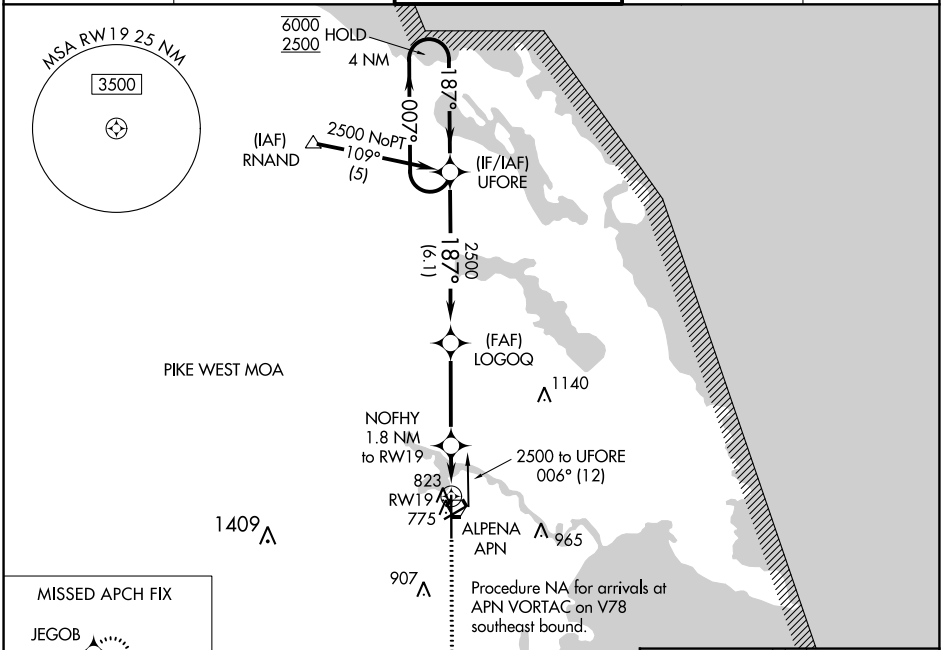 MSA RW19 25 NM
3500
6000
2500
HOLD
4 NM
187°
007°
(IAF)
RNAND
2500 NoPT
109°
(5)
(IF/IAF)
UFORE
2500
187°
(6.1)
(FAF)
LOGOQ
PIKE WEST MOA
1140
NOFHY
1.8 NM
to RW19
2500 to UFORE
006° (12)
823
RW19
775
ALPENA
APN
1409
965
907
Procedure NA for arrivals at
APN VORTAC on V78
southeast bound.
MISSED APCH FIX
JEGOB